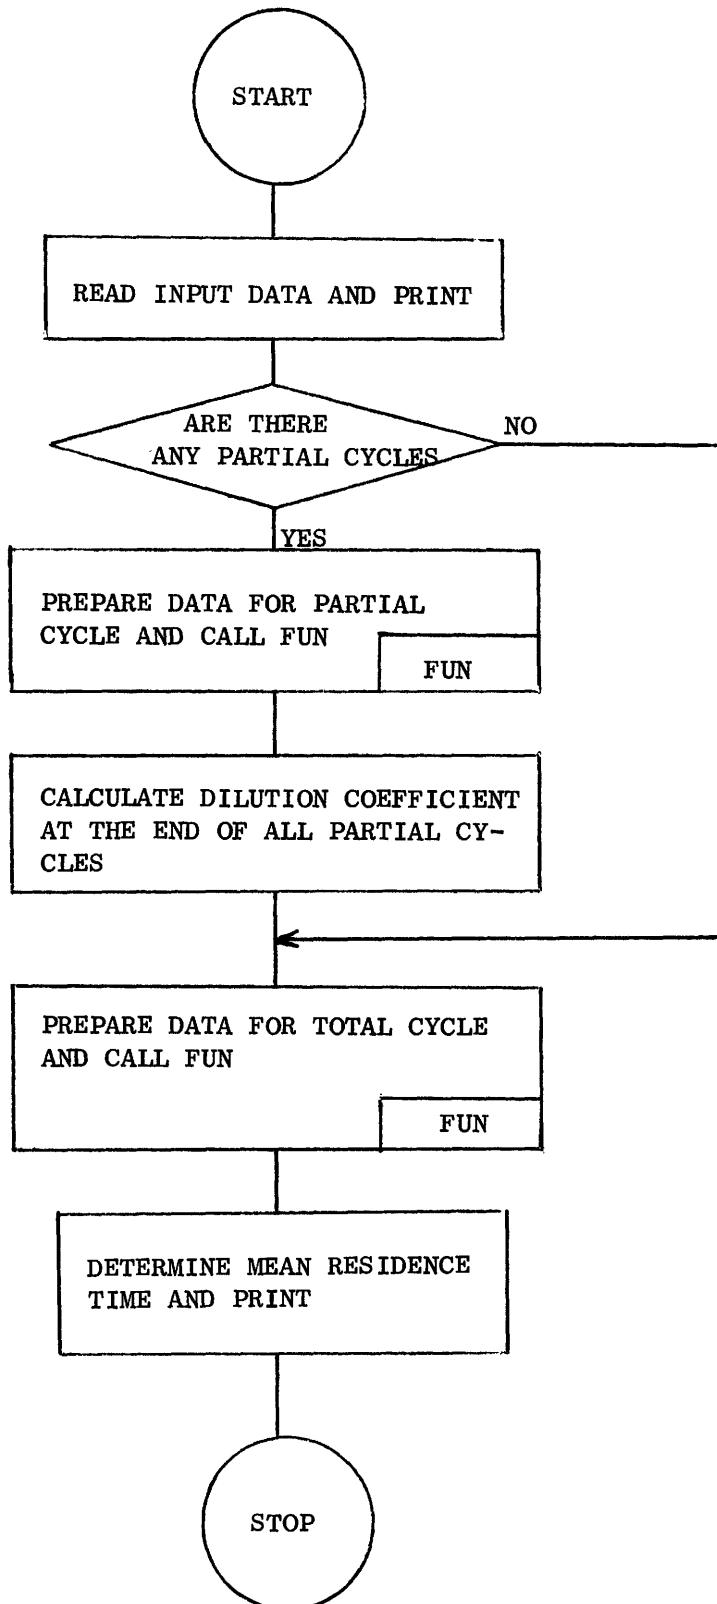 START
READ INPUT DATA AND PRINT
ARE THERE
ANY PARTIAL CYCLES
NO
YES
PREPARE DATA FOR PARTIAL
CYCLE AND CALL FUN
FUN
CALCULATE DILUTION COEFFICIENT
AT THE END OF ALL PARTIAL CY-
CLES
PREPARE DATA FOR TOTAL CYCLE
AND CALL FUN
FUN
DETERMINE MEAN RESIDENCE
TIME AND PRINT
STOP